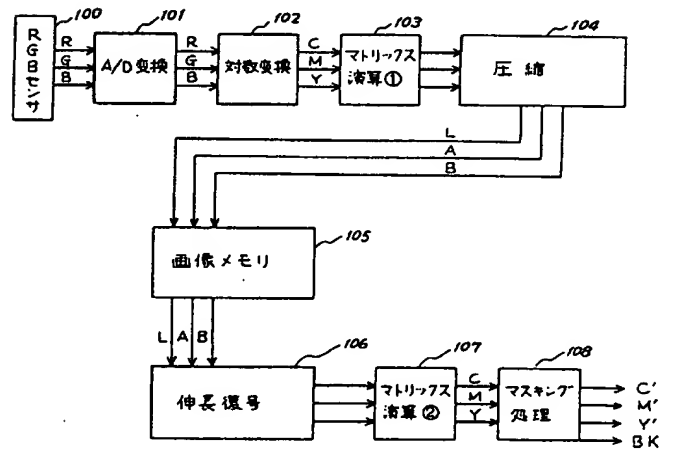 100
RGBセンサ
R
G
B
101
A/D変換
R
G
B
102
対数変換
C
M
Y
103
マトリックス
演算①
104
圧縮
L
A
B
105
画像メモリ
L A B
106
伸長復号
107
マトリックス
演算②
C
M
Y
108
マスキング
処理
C′
M′
Y′
BK